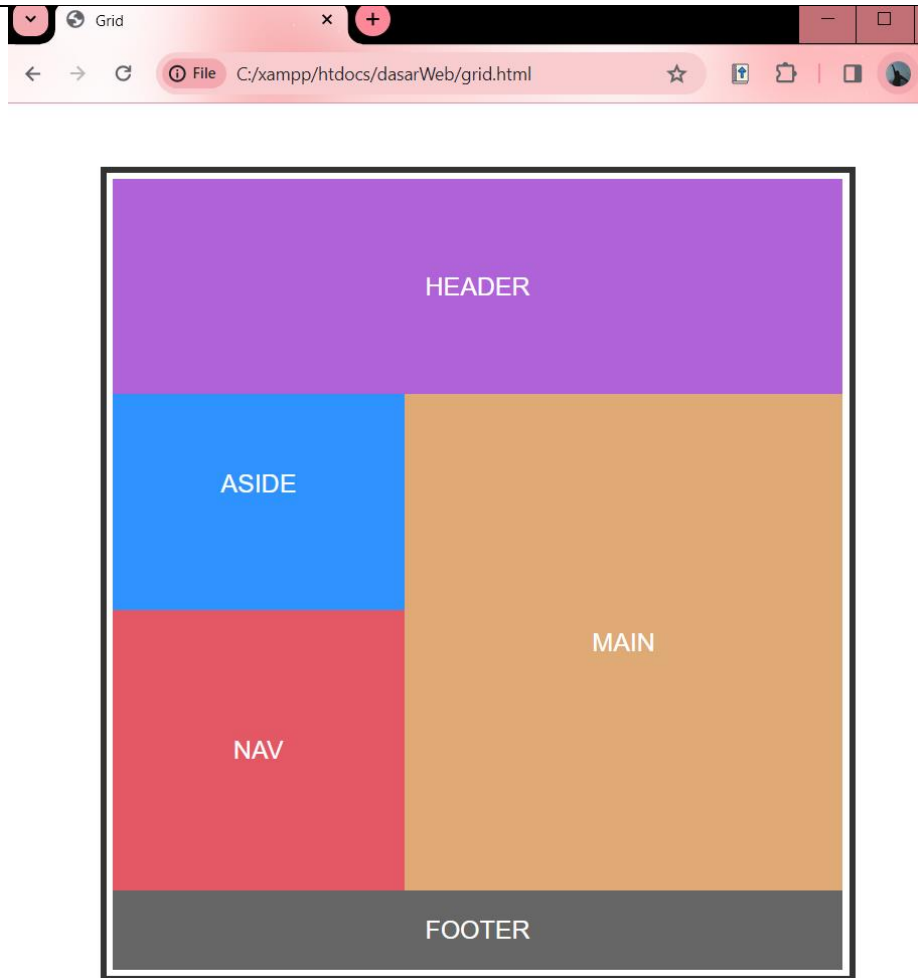 Grid
File C:/xampp/htdocs/dasarWeb/grid.html
HEADER
ASIDE
MAIN
NAV
FOOTER